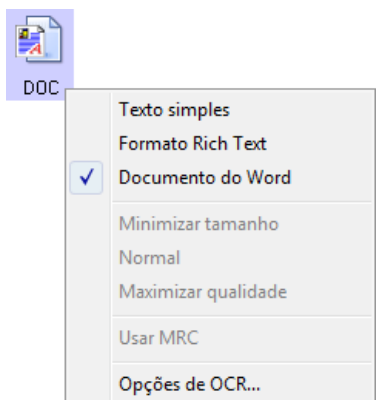 DOC
Texto simples
Formato Rich Text
Documento do Word
Minimizar tamanho
Normal
Maximizar qualidade
Usar MRC
Opções de OCR...